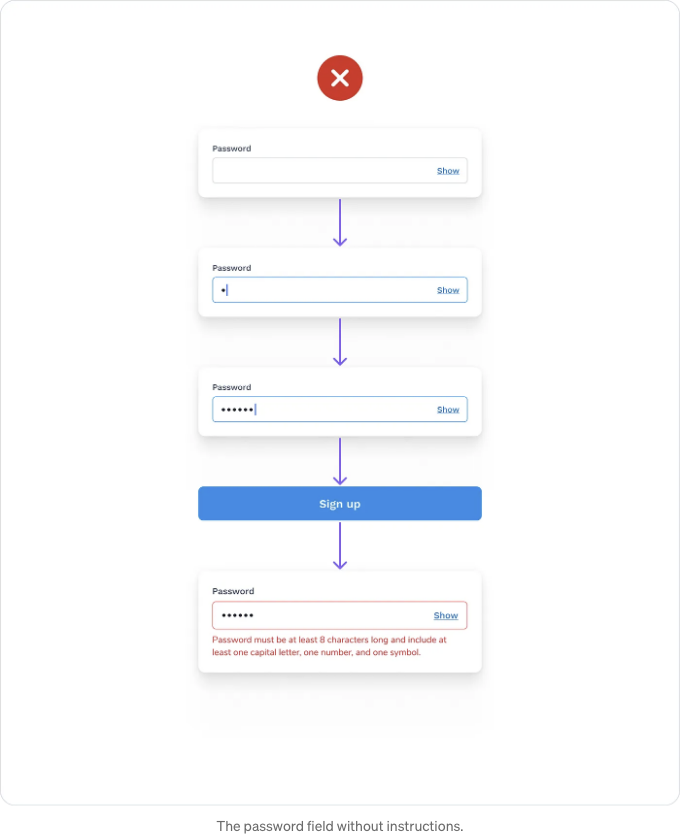 Password
Show
Password
•
Show
Password
••••••
Show
Sign up
Password
••••••
Show
Password must be at least 8 characters long and include at
least one capital letter, one number, and one symbol.
The password field without instructions.